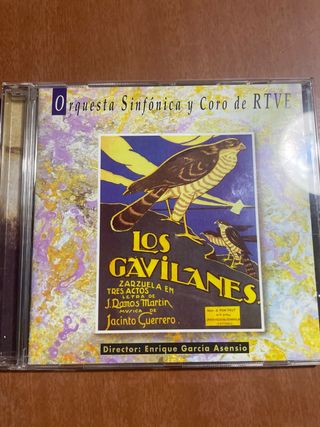 Orquesta Sinfónica y Coro de RTVE
LOS
GAVILANES.
ZARZUELA EN
TRES ACTOS
LETRA DE
J. Ramos Martin
MUSICA DE
Jacinto Guerrero.
Director: Enrique García Asensio